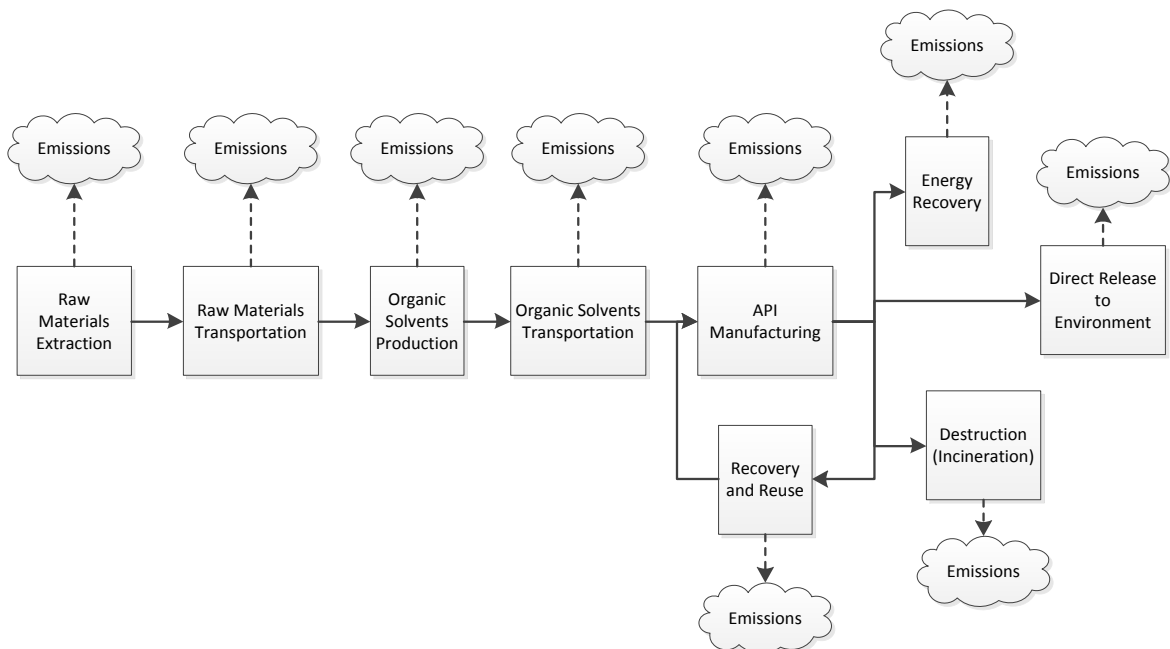 Emissions
Emissions
Emissions
Emissions
Emissions
Emissions
Emissions
Energy
Recovery
Raw
Materials
Extraction
Raw Materials
Transportation
Organic
Solvents
Production
Organic Solvents
Transportation
API
Manufacturing
Direct Release to
Environment
Recovery
and Reuse
Destruction
(Incineration)
Emissions
Emissions